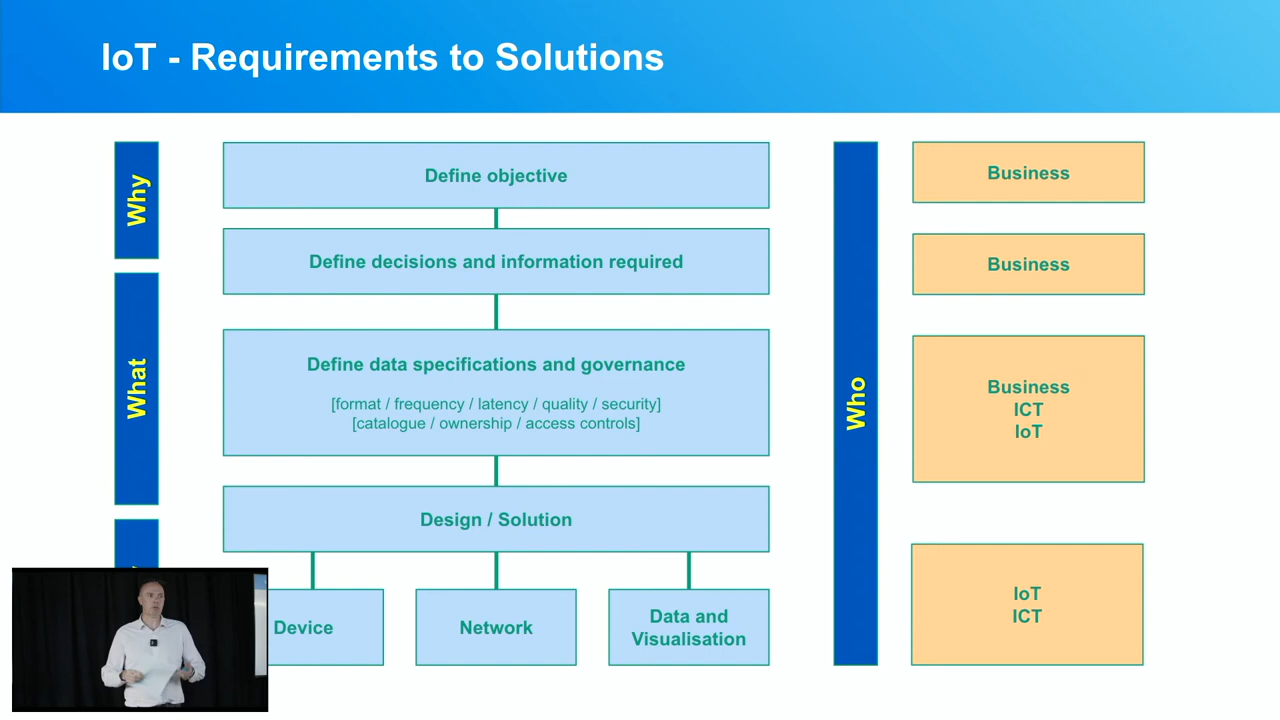 IoT - Requirements to Solutions
Why
Define objective
Business
Define decisions and information required
Business
What
Define data specifications and governance
[format / frequency / latency / quality / security]
[catalogue / ownership / access controls]
Who
Business
ICT
IoT
Design / Solution
Device
Network
Data and
Visualisation
IoT
ICT